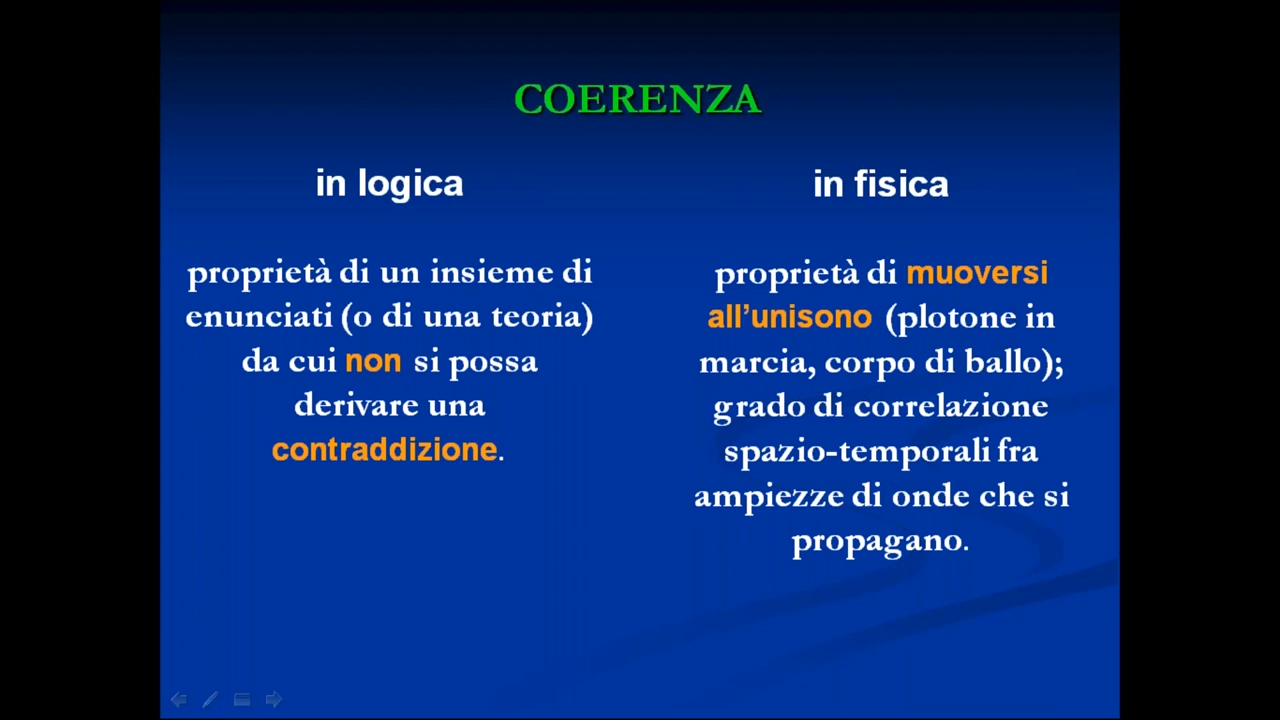 COERENZA
in logica
proprietà di un insieme di
enunciati (o di una teoria)
da cui non si possa
derivare una
contraddizione.
in fisica
proprietà di muoversi
all’unisono (plotone in
marcia, corpo di ballo);
grado di correlazione
spazio-temporali fra
ampiezze di onde che si
propagano.